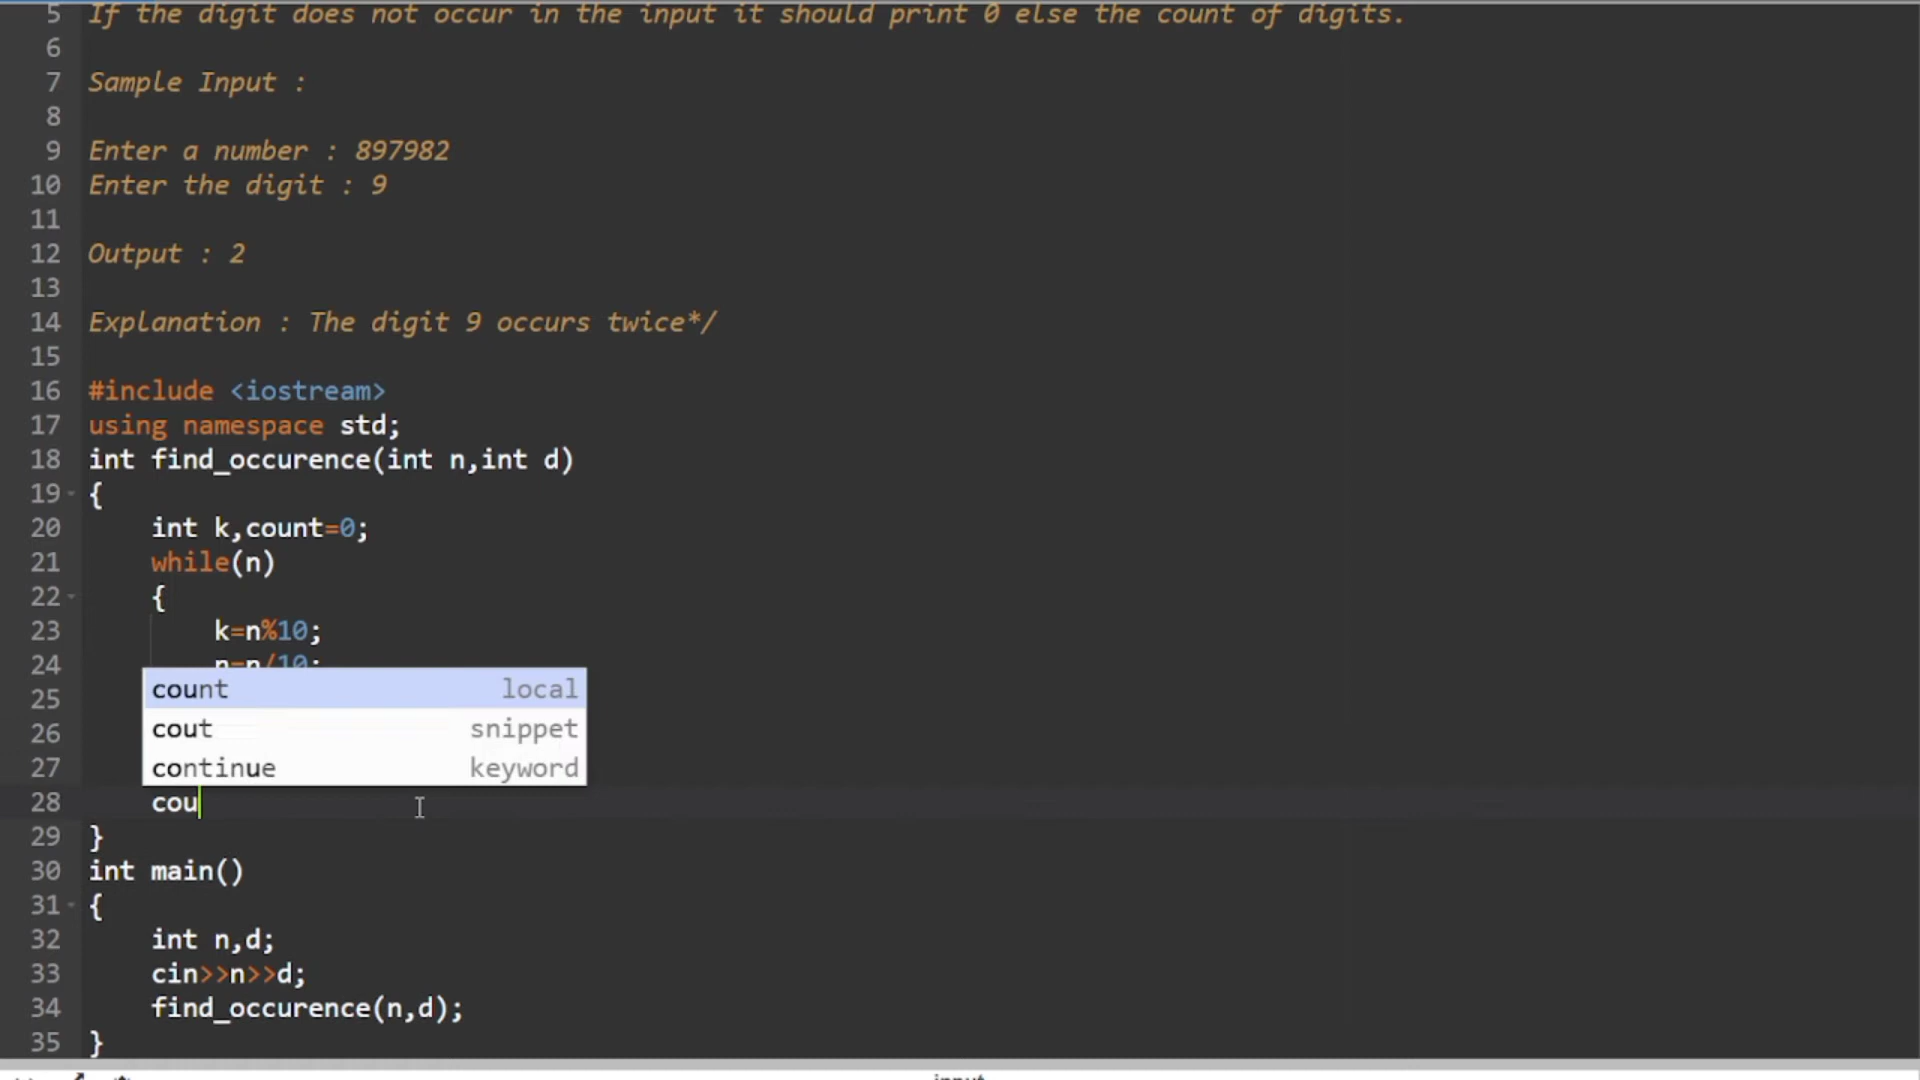 5 If the digit does not occur in the input it should print 0 else the count of digits.
6
7 Sample Input :
8
9 Enter a number : 897982
10 Enter the digit : 9
11
12 Output : 2
13
14 Explanation : The digit 9 occurs twice*/
15
16 #include <iostream>
17 using namespace std;
18 int find_occurence(int n,int d)
19 {
20 int k,count=0;
21 while(n)
22 {
23 k=n%10;
24 n=n/10;
25 count local
26 cout snippet
27 continue keyword
28 cou
29 }
30 int main()
31 {
32 int n,d;
33 cin>>n>>d;
34 find_occurence(n,d);
35 }
input